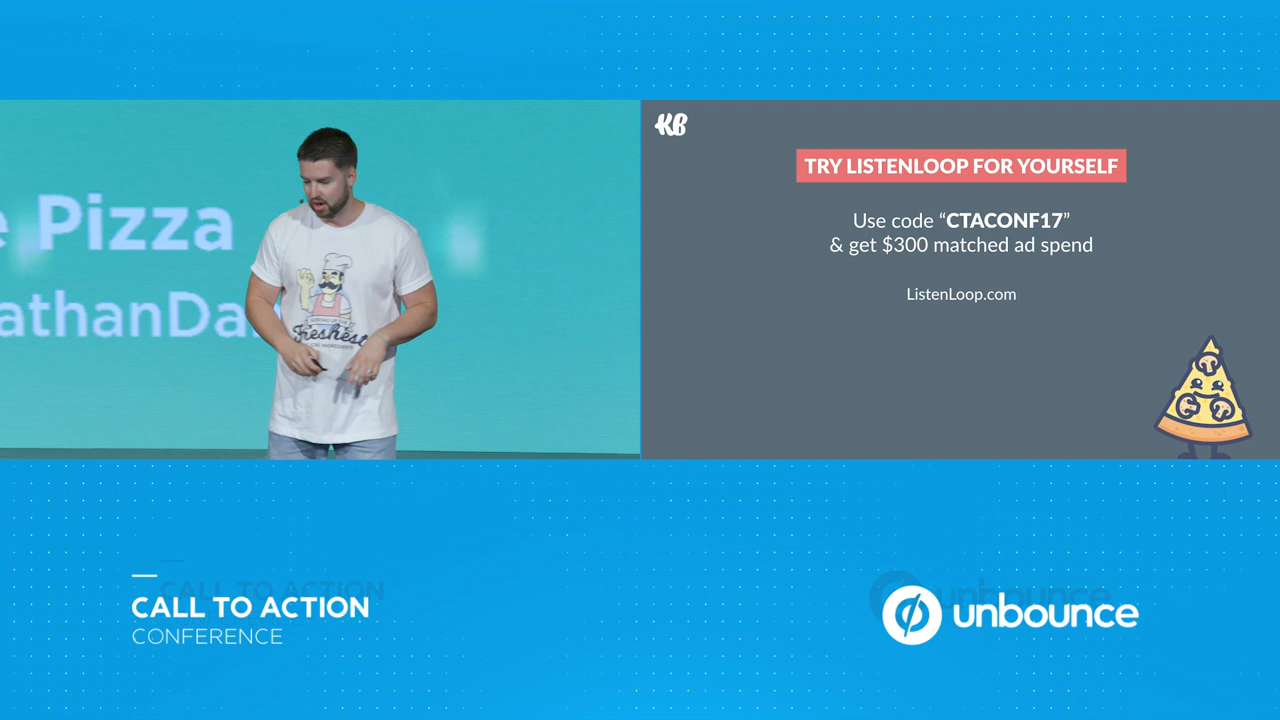 e Pizza
athanDa
Freshest
KB
TRY LISTENLOOP FOR YOURSELF
Use code “CTACONF17”
& get $300 matched ad spend
ListenLoop.com
CALL TO ACTION
CONFERENCE
unbounce